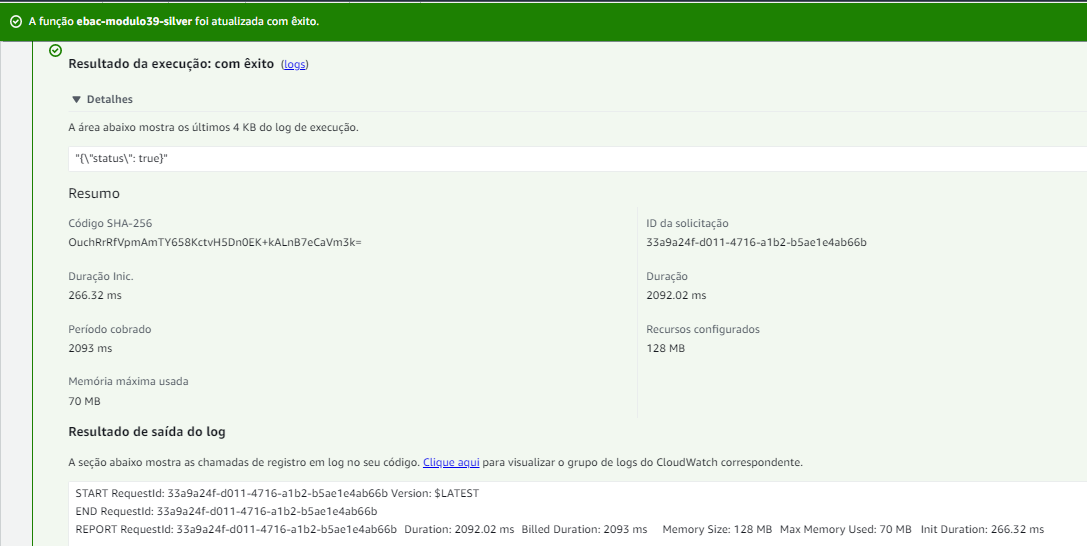 A função ebac-modulo39-silver foi atualizada com êxito.
Resultado da execução: com êxito (logs)
Detalhes
A área abaixo mostra os últimos 4 KB do log de execução.
"{\"status\": true}"
Resumo
Código SHA-256
OuchRrRfVpmAmTY658KctvH5Dn0EK+kALnB7eCaVm3k=
ID da solicitação
33a9a24f-d011-4716-a1b2-b5ae1e4ab66b
Duração Inic.
266.32 ms
Duração
2092.02 ms
Período cobrado
2093 ms
Recursos configurados
128 MB
Memória máxima usada
70 MB
Resultado de saída do log
A seção abaixo mostra as chamadas de registro em log no seu código. Clique aqui para visualizar o grupo de logs do CloudWatch correspondente.
START RequestId: 33a9a24f-d011-4716-a1b2-b5ae1e4ab66b Version: $LATEST
END RequestId: 33a9a24f-d011-4716-a1b2-b5ae1e4ab66b
REPORT RequestId: 33a9a24f-d011-4716-a1b2-b5ae1e4ab66b Duration: 2092.02 ms Billed Duration: 2093 ms Memory Size: 128 MB Max Memory Used: 70 MB Init Duration: 266.32 ms